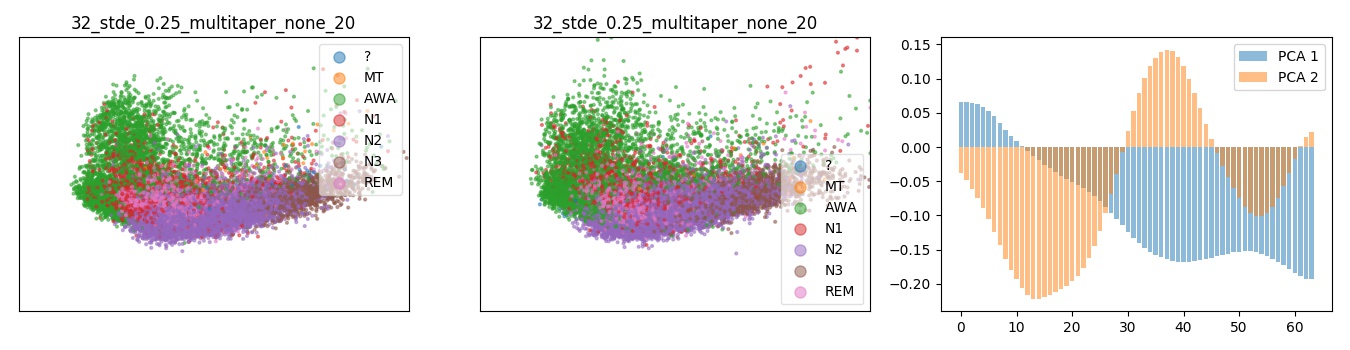 32_stde_0.25_multitaper_none_20
?
MT
AWA
N1
N2
N3
REM
32_stde_0.25_multitaper_none_20
?
MT
AWA
N1
N2
N3
REM
PCA 1
PCA 2
0.15
0.10
0.05
0.00
−0.05
−0.10
−0.15
−0.20
0 10 20 30 40 50 60